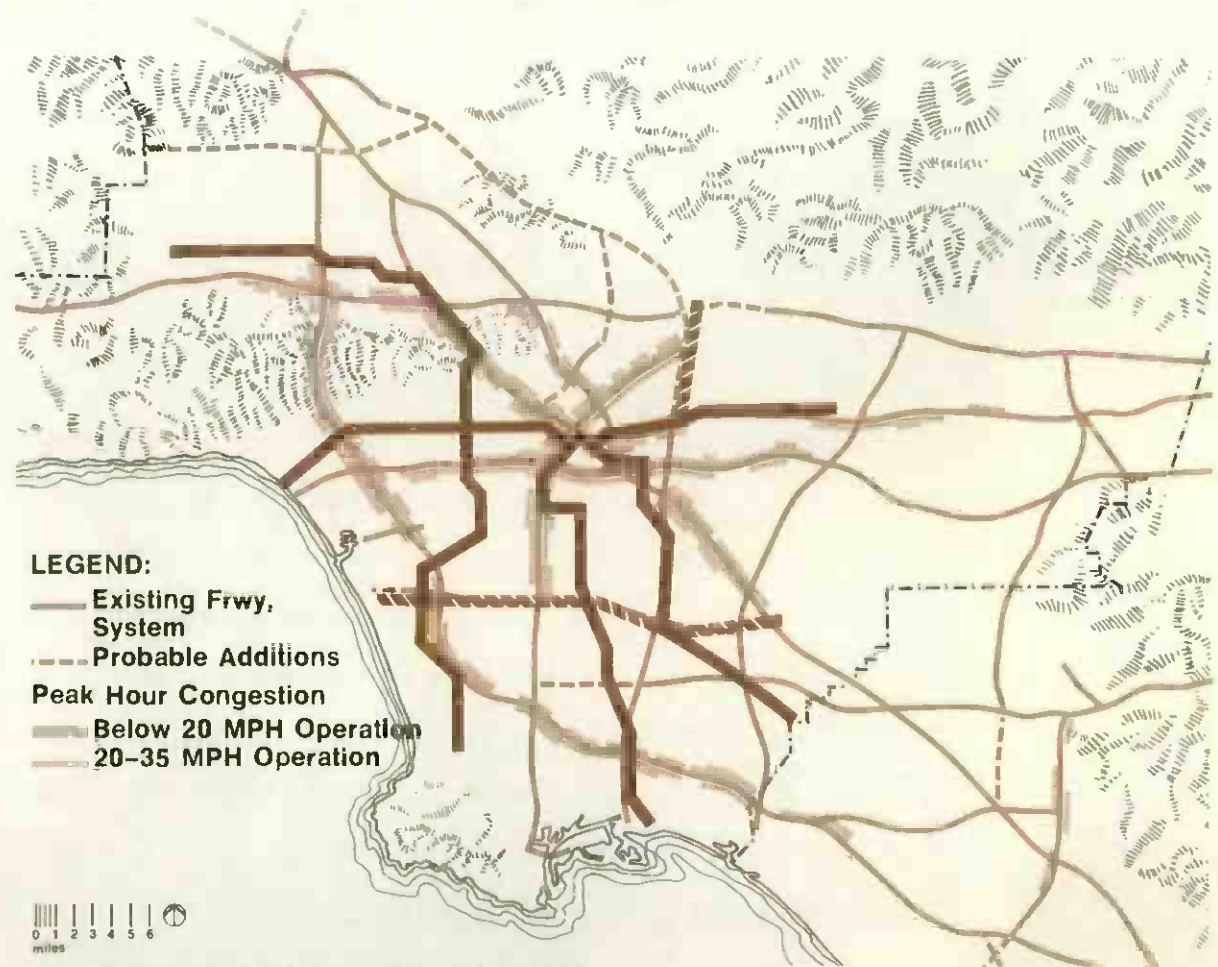 LEGEND:
Existing Frwy,
System
Probable Additions
Peak Hour Congestion
Below 20 MPH Operation
20-35 MPH Operation
0 1 2 3 4 5 6
miles